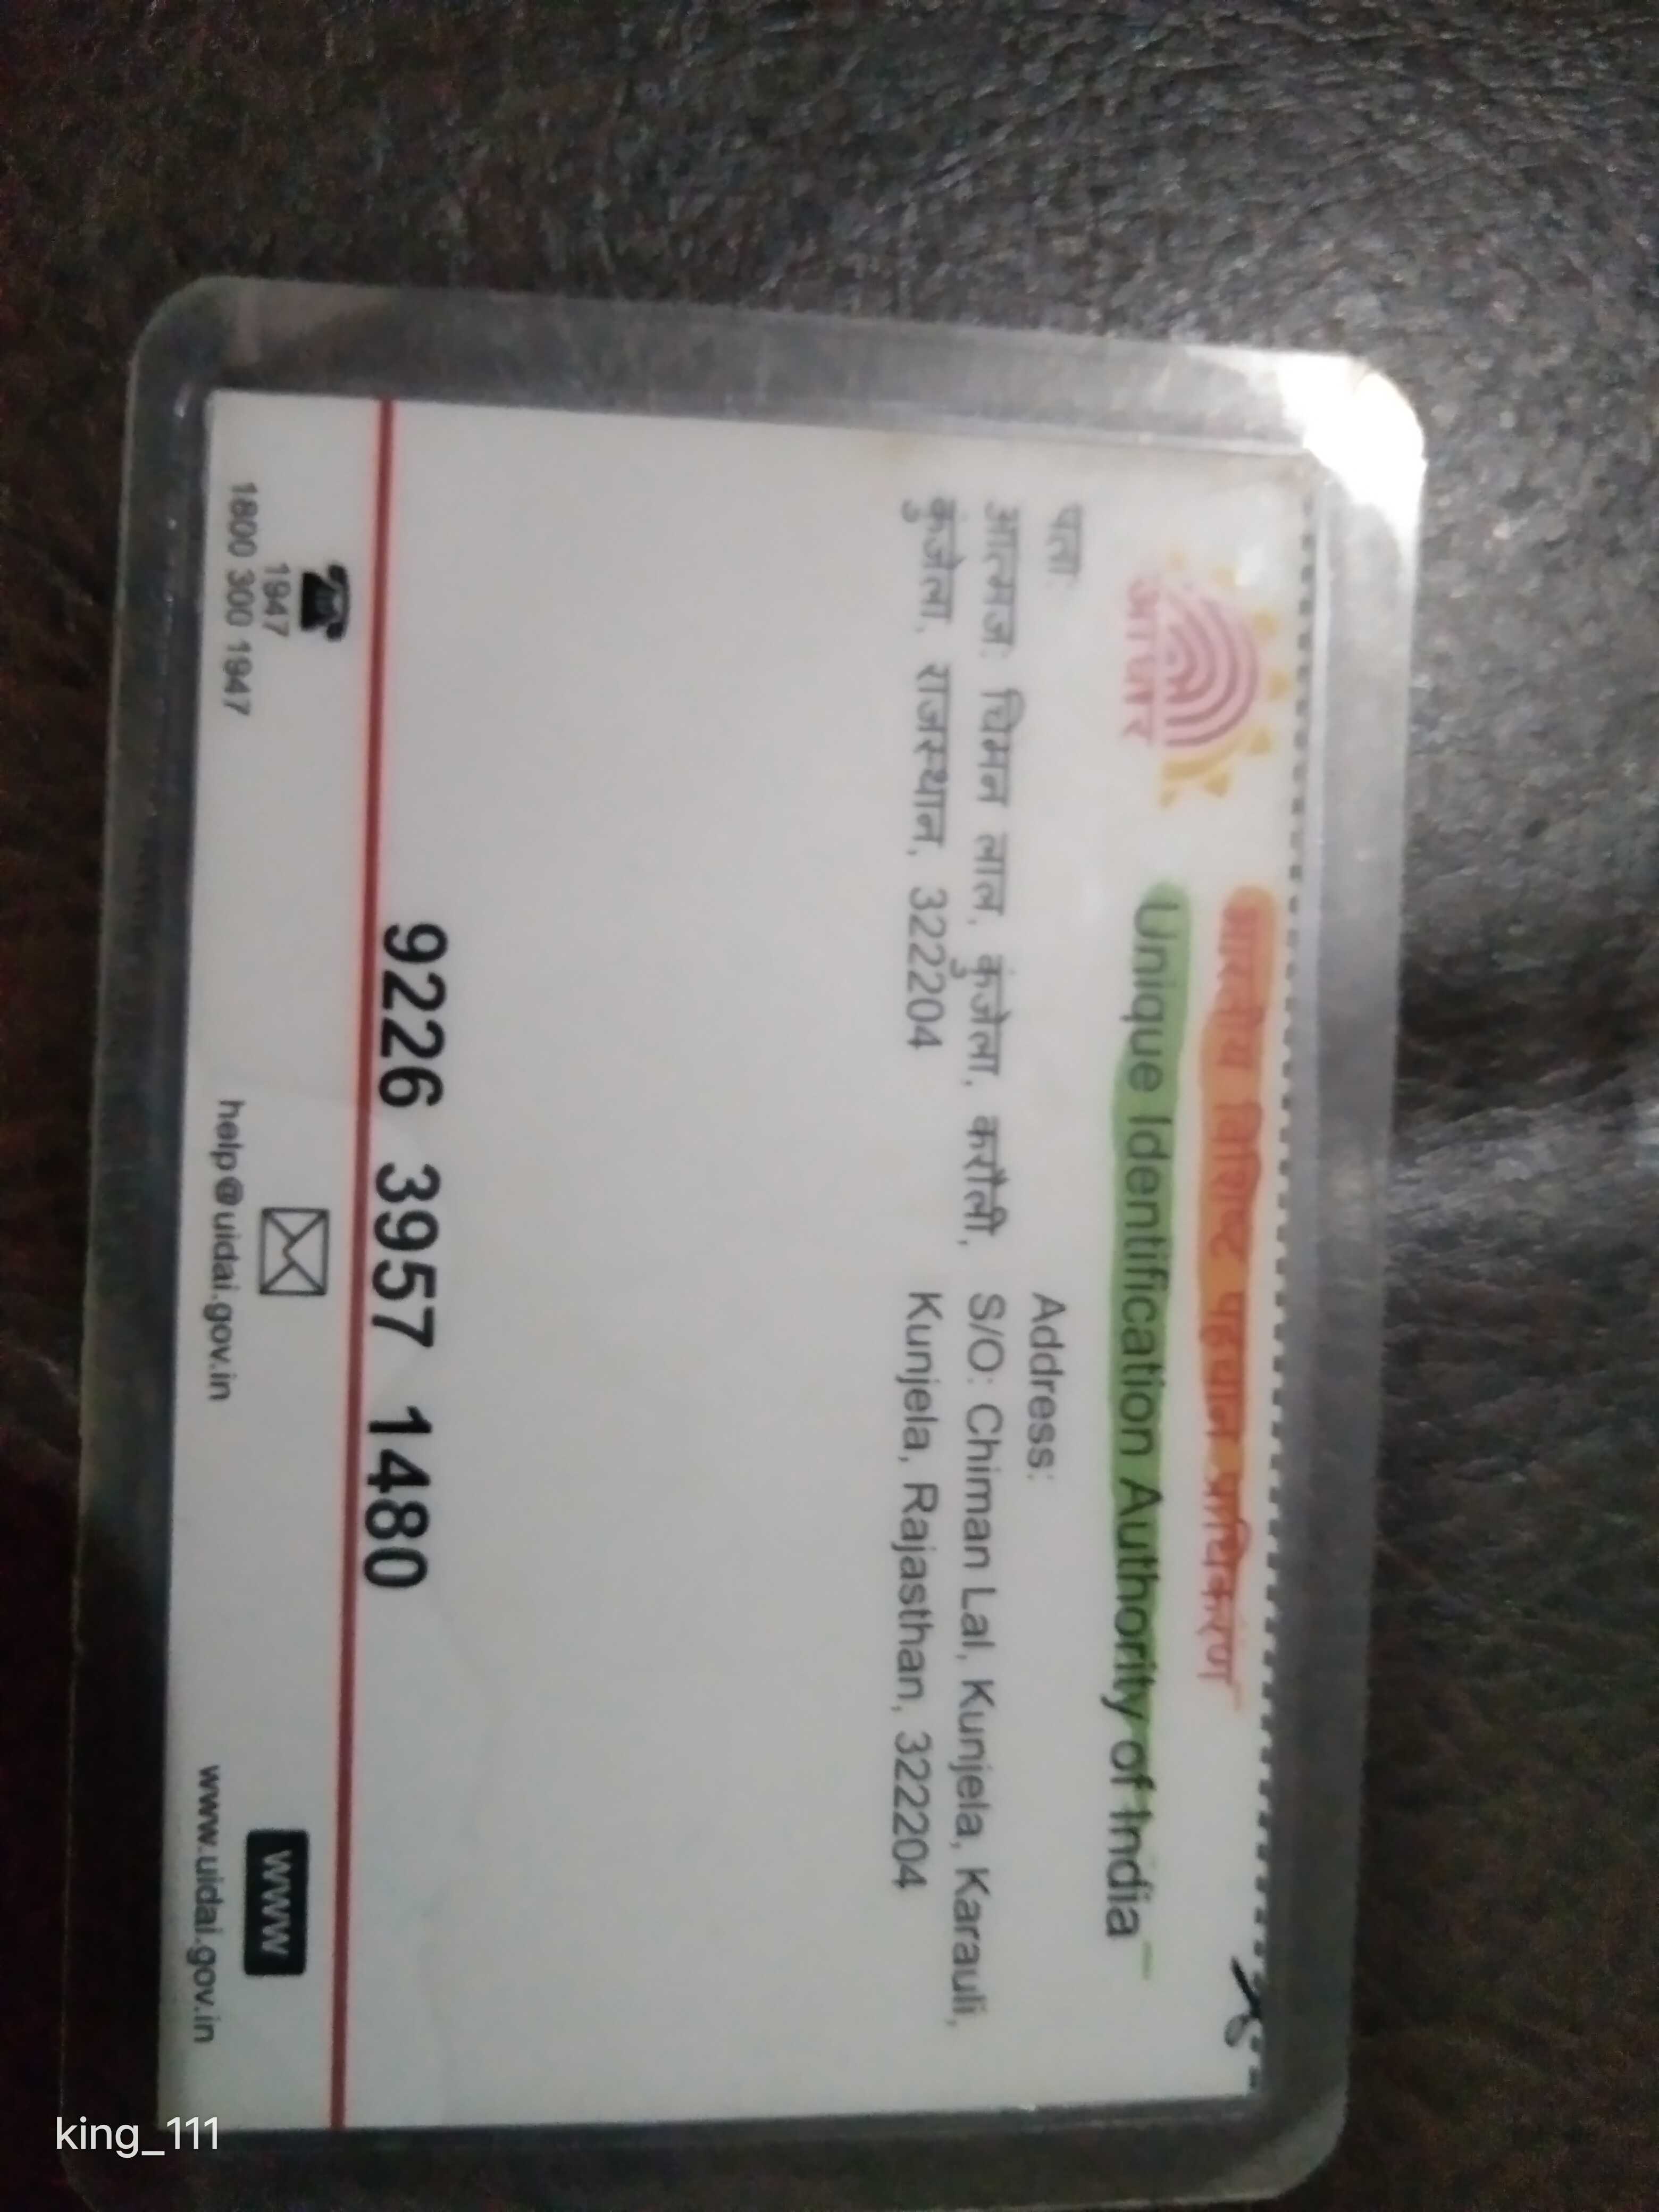 भारतीय विशिष्ट पहचान प्राधिकरण
Unique Identification Authority of India
आधार
पता:
आत्मज: चिमन लाल, कुंजेला, करौली,
कुंजेला, राजस्थान, 322204
Address:
S/O: Chiman Lal, Kunjela, Karauli,
Kunjela, Rajasthan, 322204
9226 3957 1480
1947
1800 300 1947
help@uidai.gov.in
www
www.uidai.gov.in
king_111